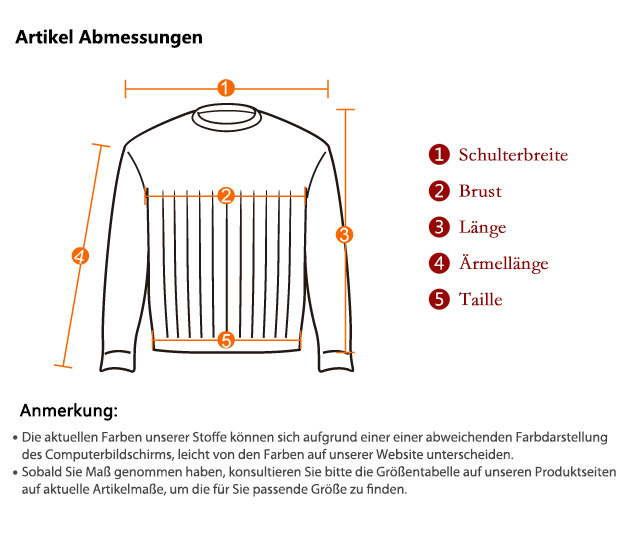 Artikel Abmessungen
1
2
3
4
5
1 Schulterbreite
2 Brust
3 Länge
4 Ärmellänge
5 Taille
Anmerkung:
• Die aktuellen Farben unserer Stoffe können sich aufgrund einer einer abweichenden Farbdarstellung
des Computerbildschirms, leicht von den Farben auf unserer Website unterscheiden.
• Sobald Sie Maß genommen haben, konsultieren Sie bitte die Größentabelle auf unseren Produktseiten
auf aktuelle Artikelmaße, um die für Sie passende Größe zu finden.